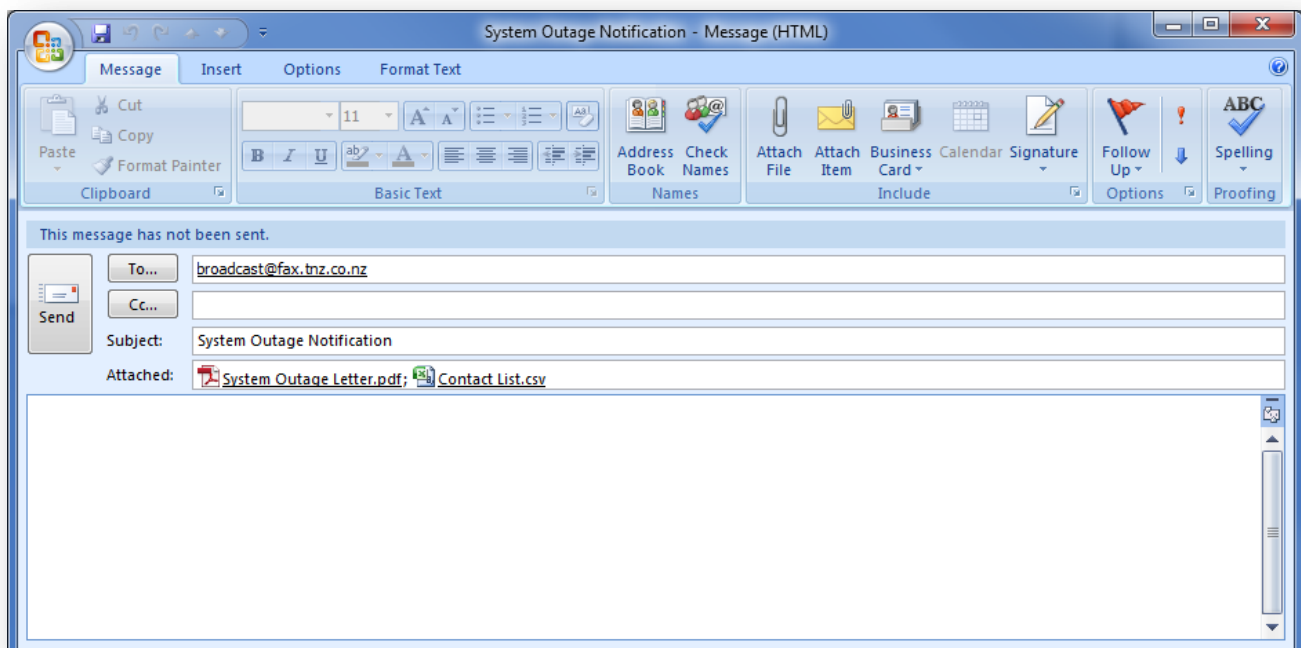 System Outage Notification - Message (HTML)
Message Insert Options Format Text
Paste
Cut
Copy
Format Painter
Clipboard
11
B I U ab A
Basic Text
Address Book
Check Names
Names
Attach File
Attach Item
Business Card
Calendar
Signature
Include
Follow Up
Options
ABC
Spelling
Proofing
This message has not been sent.
Send
To... broadcast@fax.tnz.co.nz
Cc...
Subject: System Outage Notification
Attached: System Outage Letter.pdf; Contact List.csv